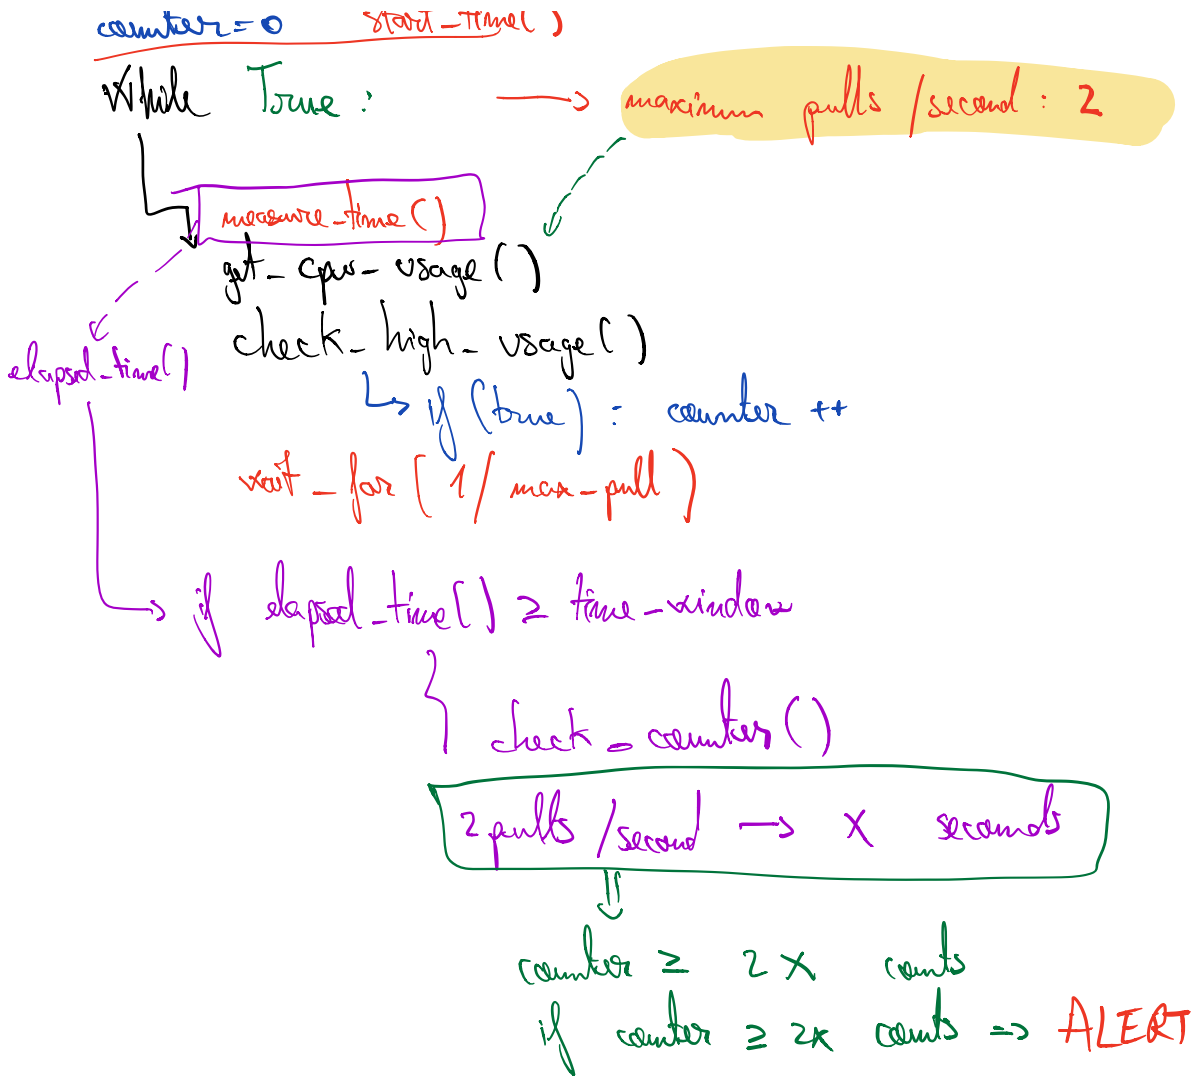 counter = 0 start_time()
While True :
maximum pulls / second : 2
measure_time()
get_cpu_usage()
check_high_usage()
elapsed_time()
if (true) : counter ++
wait_for (1 / max_pull)
if elapsed_time() ≥ time_window
check_counter()
2 pulls / second → X seconds
counter ≥ 2 X counts
if counter ≥ 2x counts => ALERT